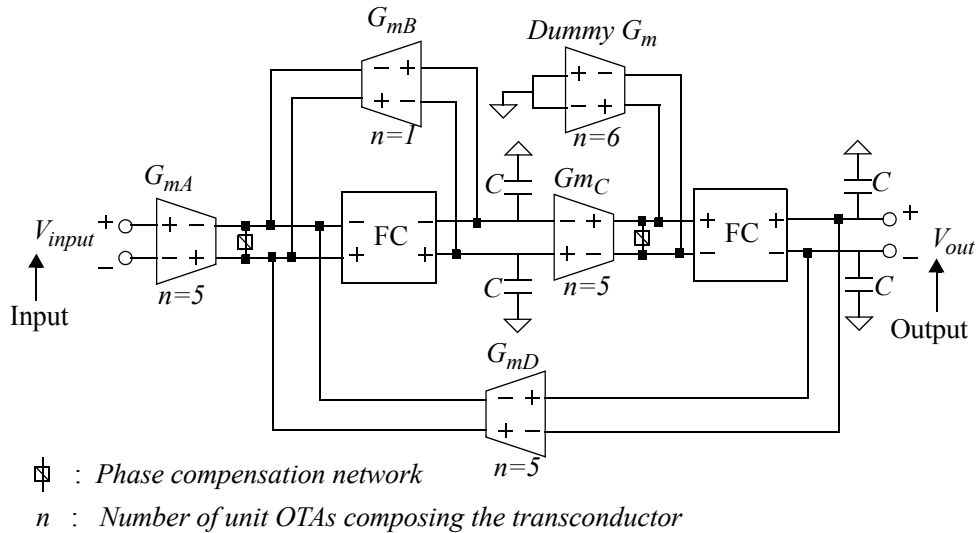 G_mB
Dummy G_m
− +
+ −
n=1
+ −
− +
n=6
G_mA
C
Gm_C
C
+
V_input
−
+ −
− +
n=5
− −
FC
+ +
− +
+ −
n=5
+ +
FC
− −
+
V_out
−
C
C
Input
Output
G_mD
− +
+ −
n=5
: Phase compensation network
n : Number of unit OTAs composing the transconductor